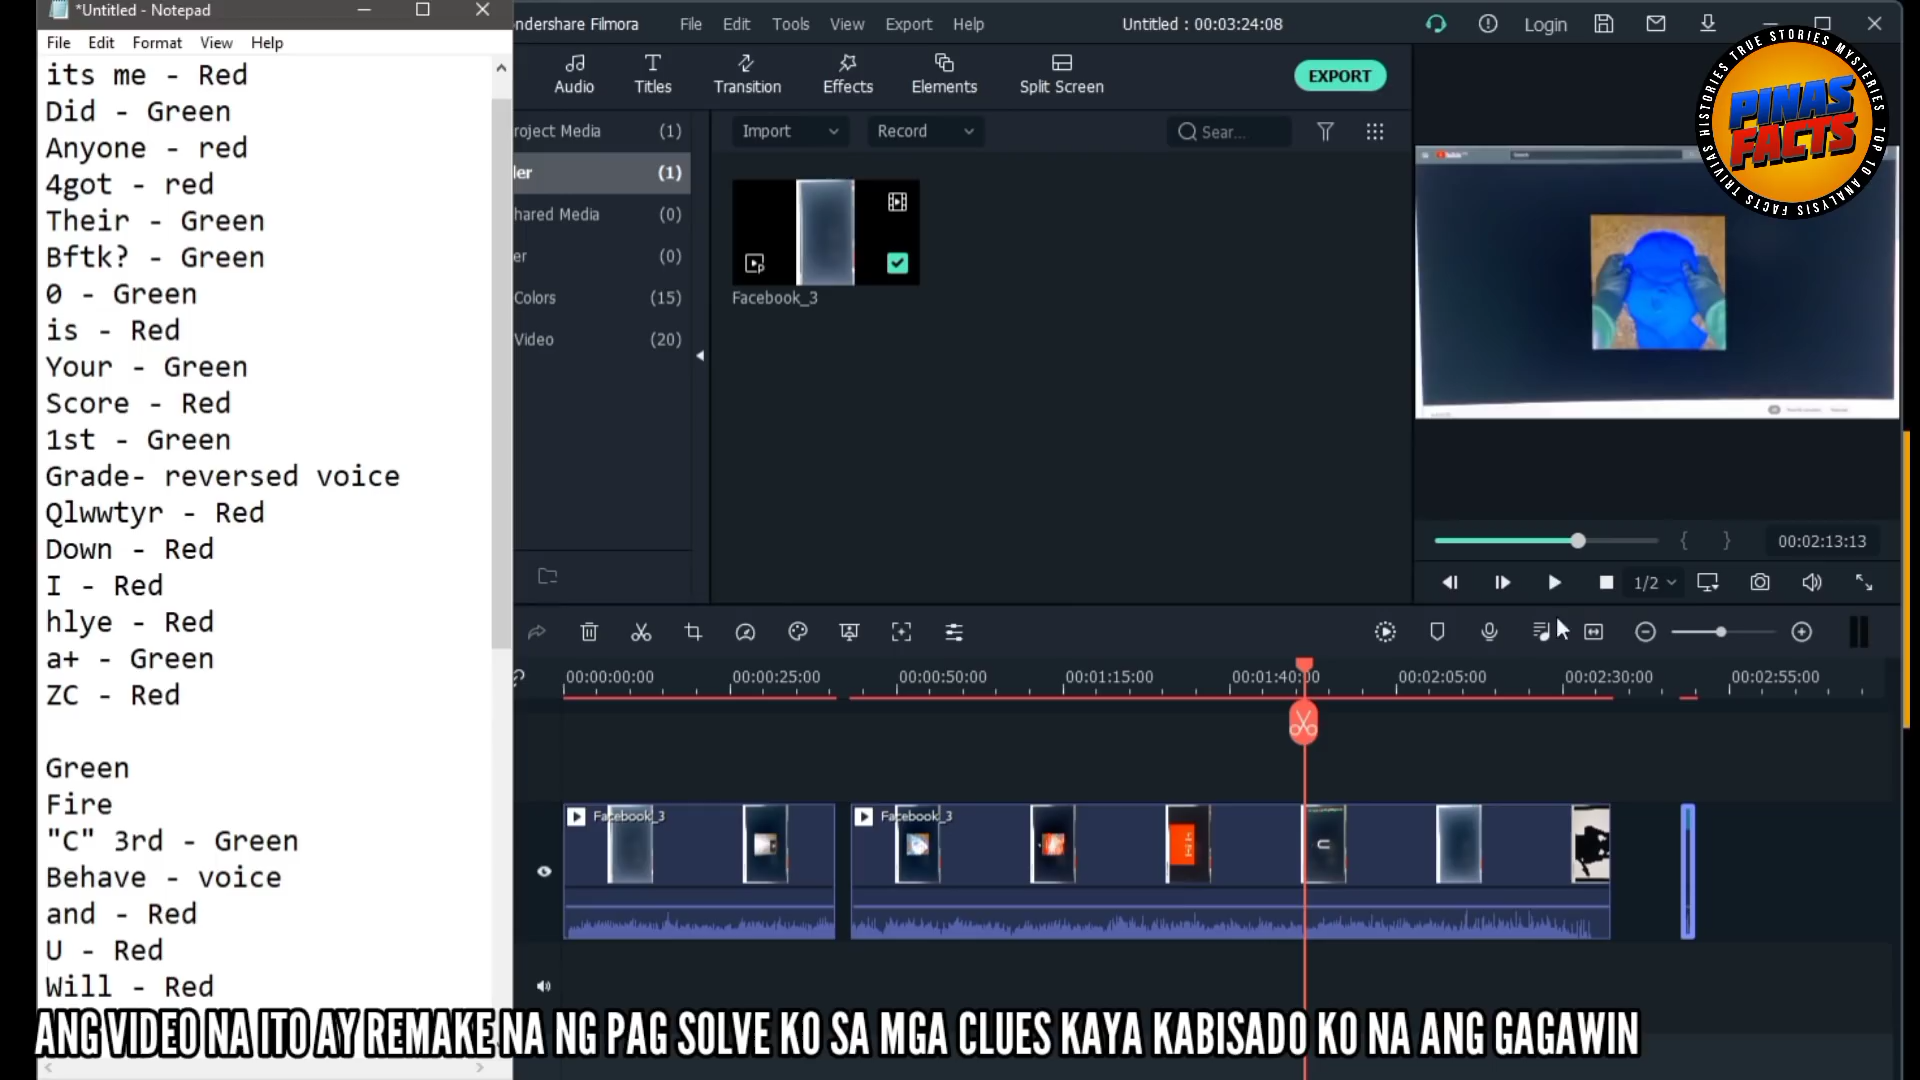 *Untitled - Notepad
File Edit Format View Help
its me - Red
Did - Green
Anyone - red
4got - red
Their - Green
Bftk? - Green
0 - Green
is - Red
Your - Green
Score - Red
1st - Green
Grade- reversed voice
Qlwwtyr - Red
Down - Red
I - Red
hlye - Red
a+ - Green
ZC - Red
Green
Fire
"C" 3rd - Green
Behave - voice
and - Red
U - Red
Will - Red
ndershare Filmora File Edit Tools View Export Help Untitled : 00:03:24:08 Login
Audio Titles Transition Effects Elements Split Screen EXPORT
roject Media (1)
ler (1)
hared Media (0)
er (0)
Colors (15)
Video (20)
Import Record Sear...
Facebook_3
HISTORIES TRUE STORIES MYSTERIES TOP 10 ANALYSIS FACTS TRIVIAS
PINAS
FACTS
{ } 00:02:13:13
1/2
00:00:00:00 00:00:25:00 00:00:50:00 00:01:15:00 00:01:40:00 00:02:05:00 00:02:30:00 00:02:55:00
Facebook_3 Facebook_3
ANG VIDEO NA ITO AY REMAKE NA NG PAG SOLVE KO SA MGA CLUES KAYA KABISADO KO NA ANG GAGAWIN